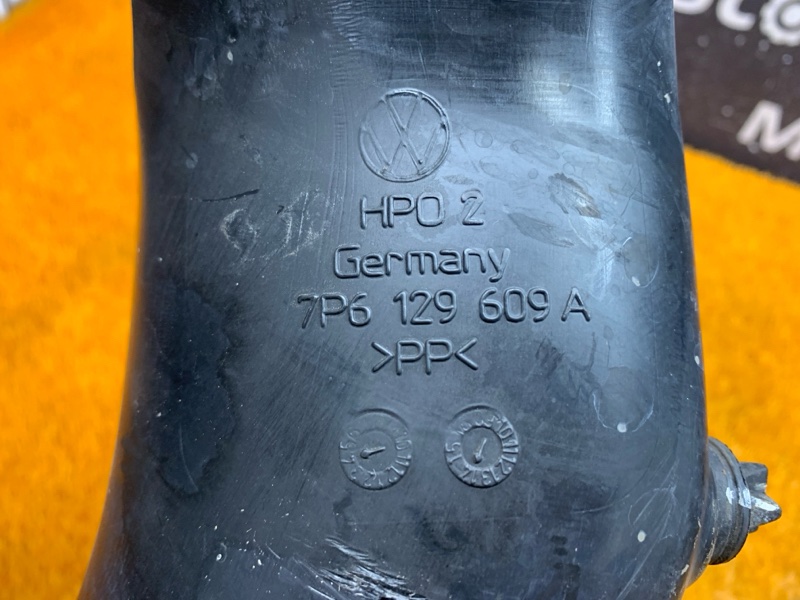 HPO 2
Germany
7P6 129 609 A
>PP<